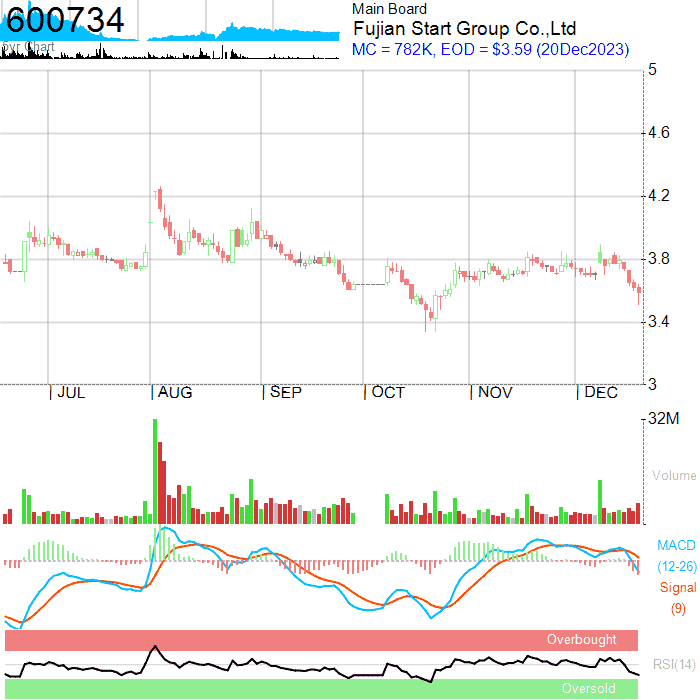 600734
Main Board
Fujian Start Group Co.,Ltd
5yr Chart
MC = 782K, EOD = $3.59 (20Dec2023)
5
4.6
4.2
3.8
3.4
3
JUL AUG SEP OCT NOV DEC
32M
Volume
MACD
(12-26)
Signal
(9)
Overbought
RSI(14)
Oversold